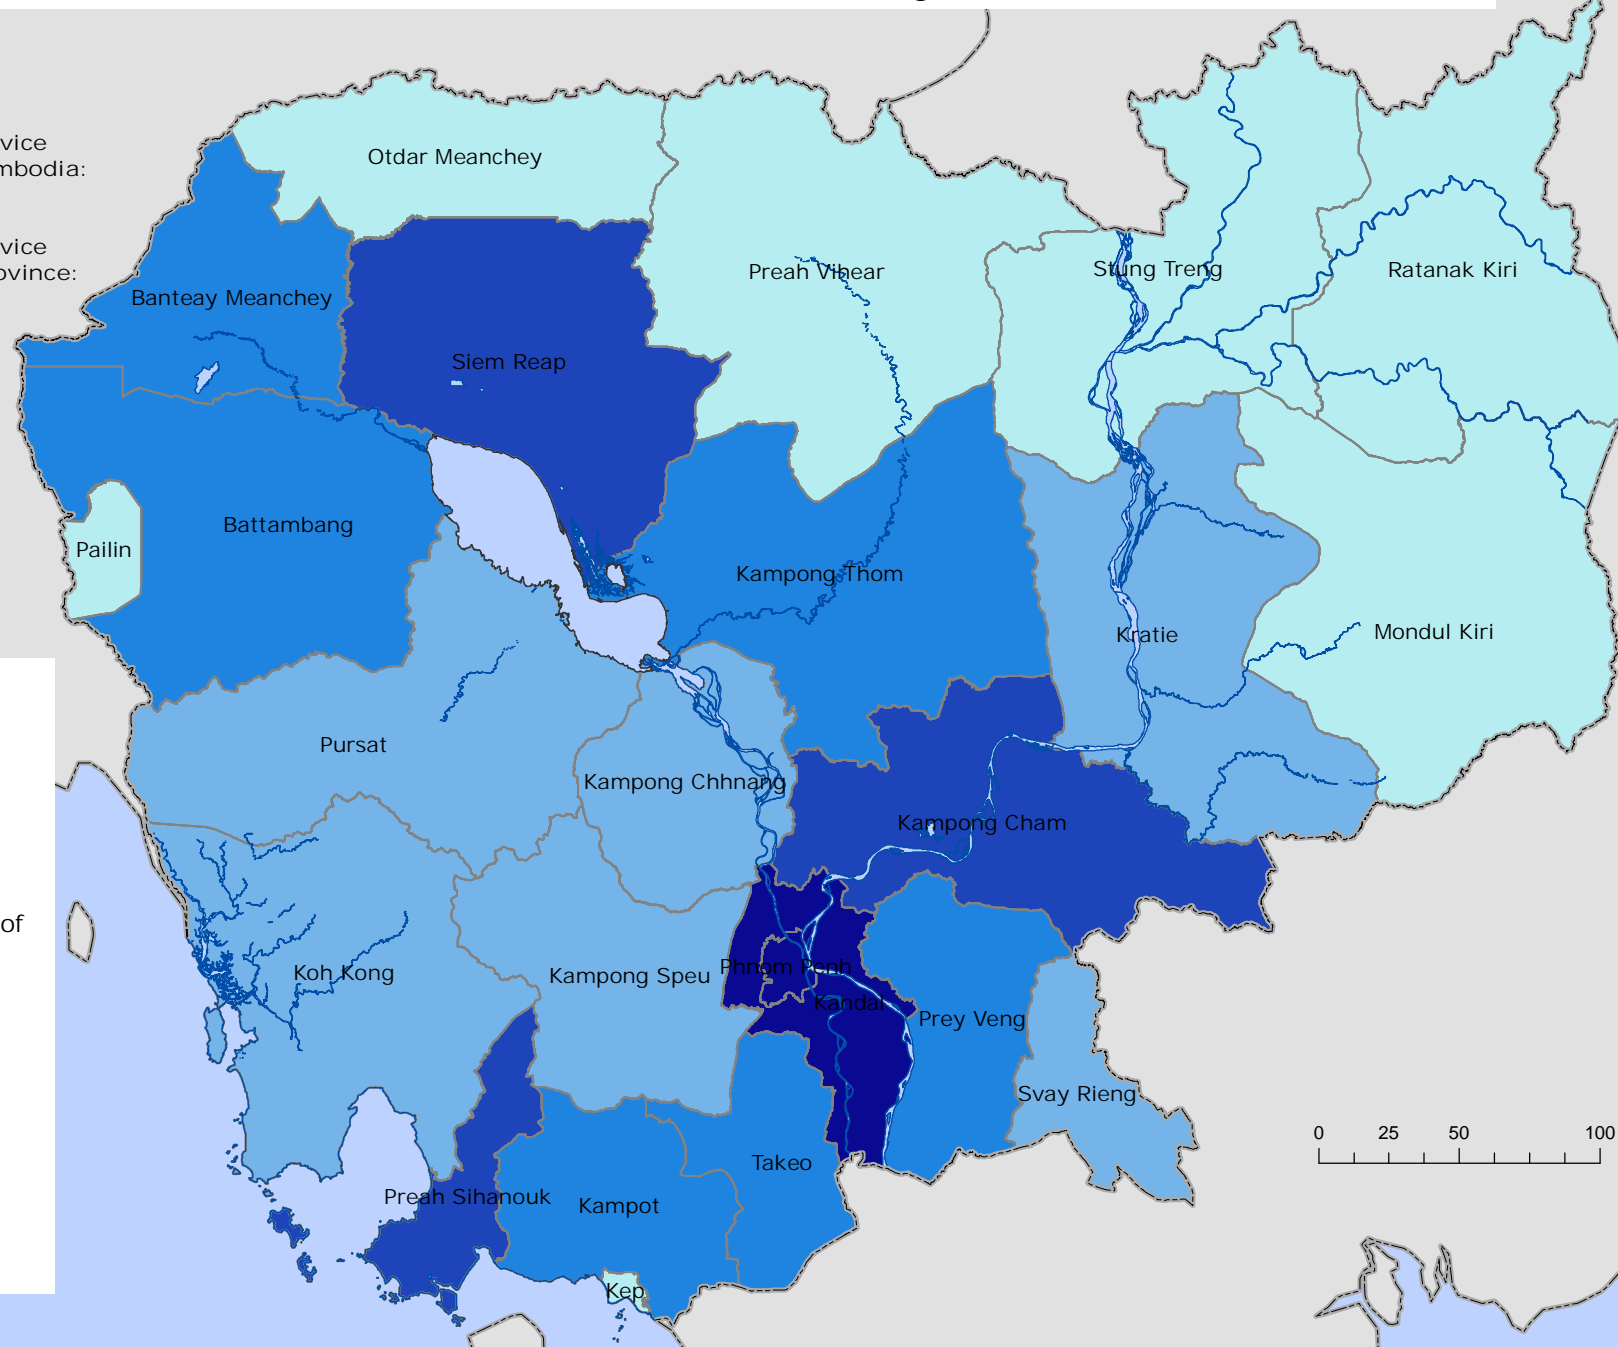 vice
mbodia:
vice
ovince:
of
Otdar Meanchey
Preah Vihear
Stung Treng
Ratanak Kiri
Banteay Meanchey
Siem Reap
Battambang
Pailin
Kampong Thom
Kratie
Mondul Kiri
Pursat
Kampong Chhnang
Kampong Cham
Koh Kong
Kampong Speu
Phnom Penh
Kandal
Prey Veng
Svay Rieng
Takeo
Preah Sihanouk
Kampot
Kep
0 25 50 100